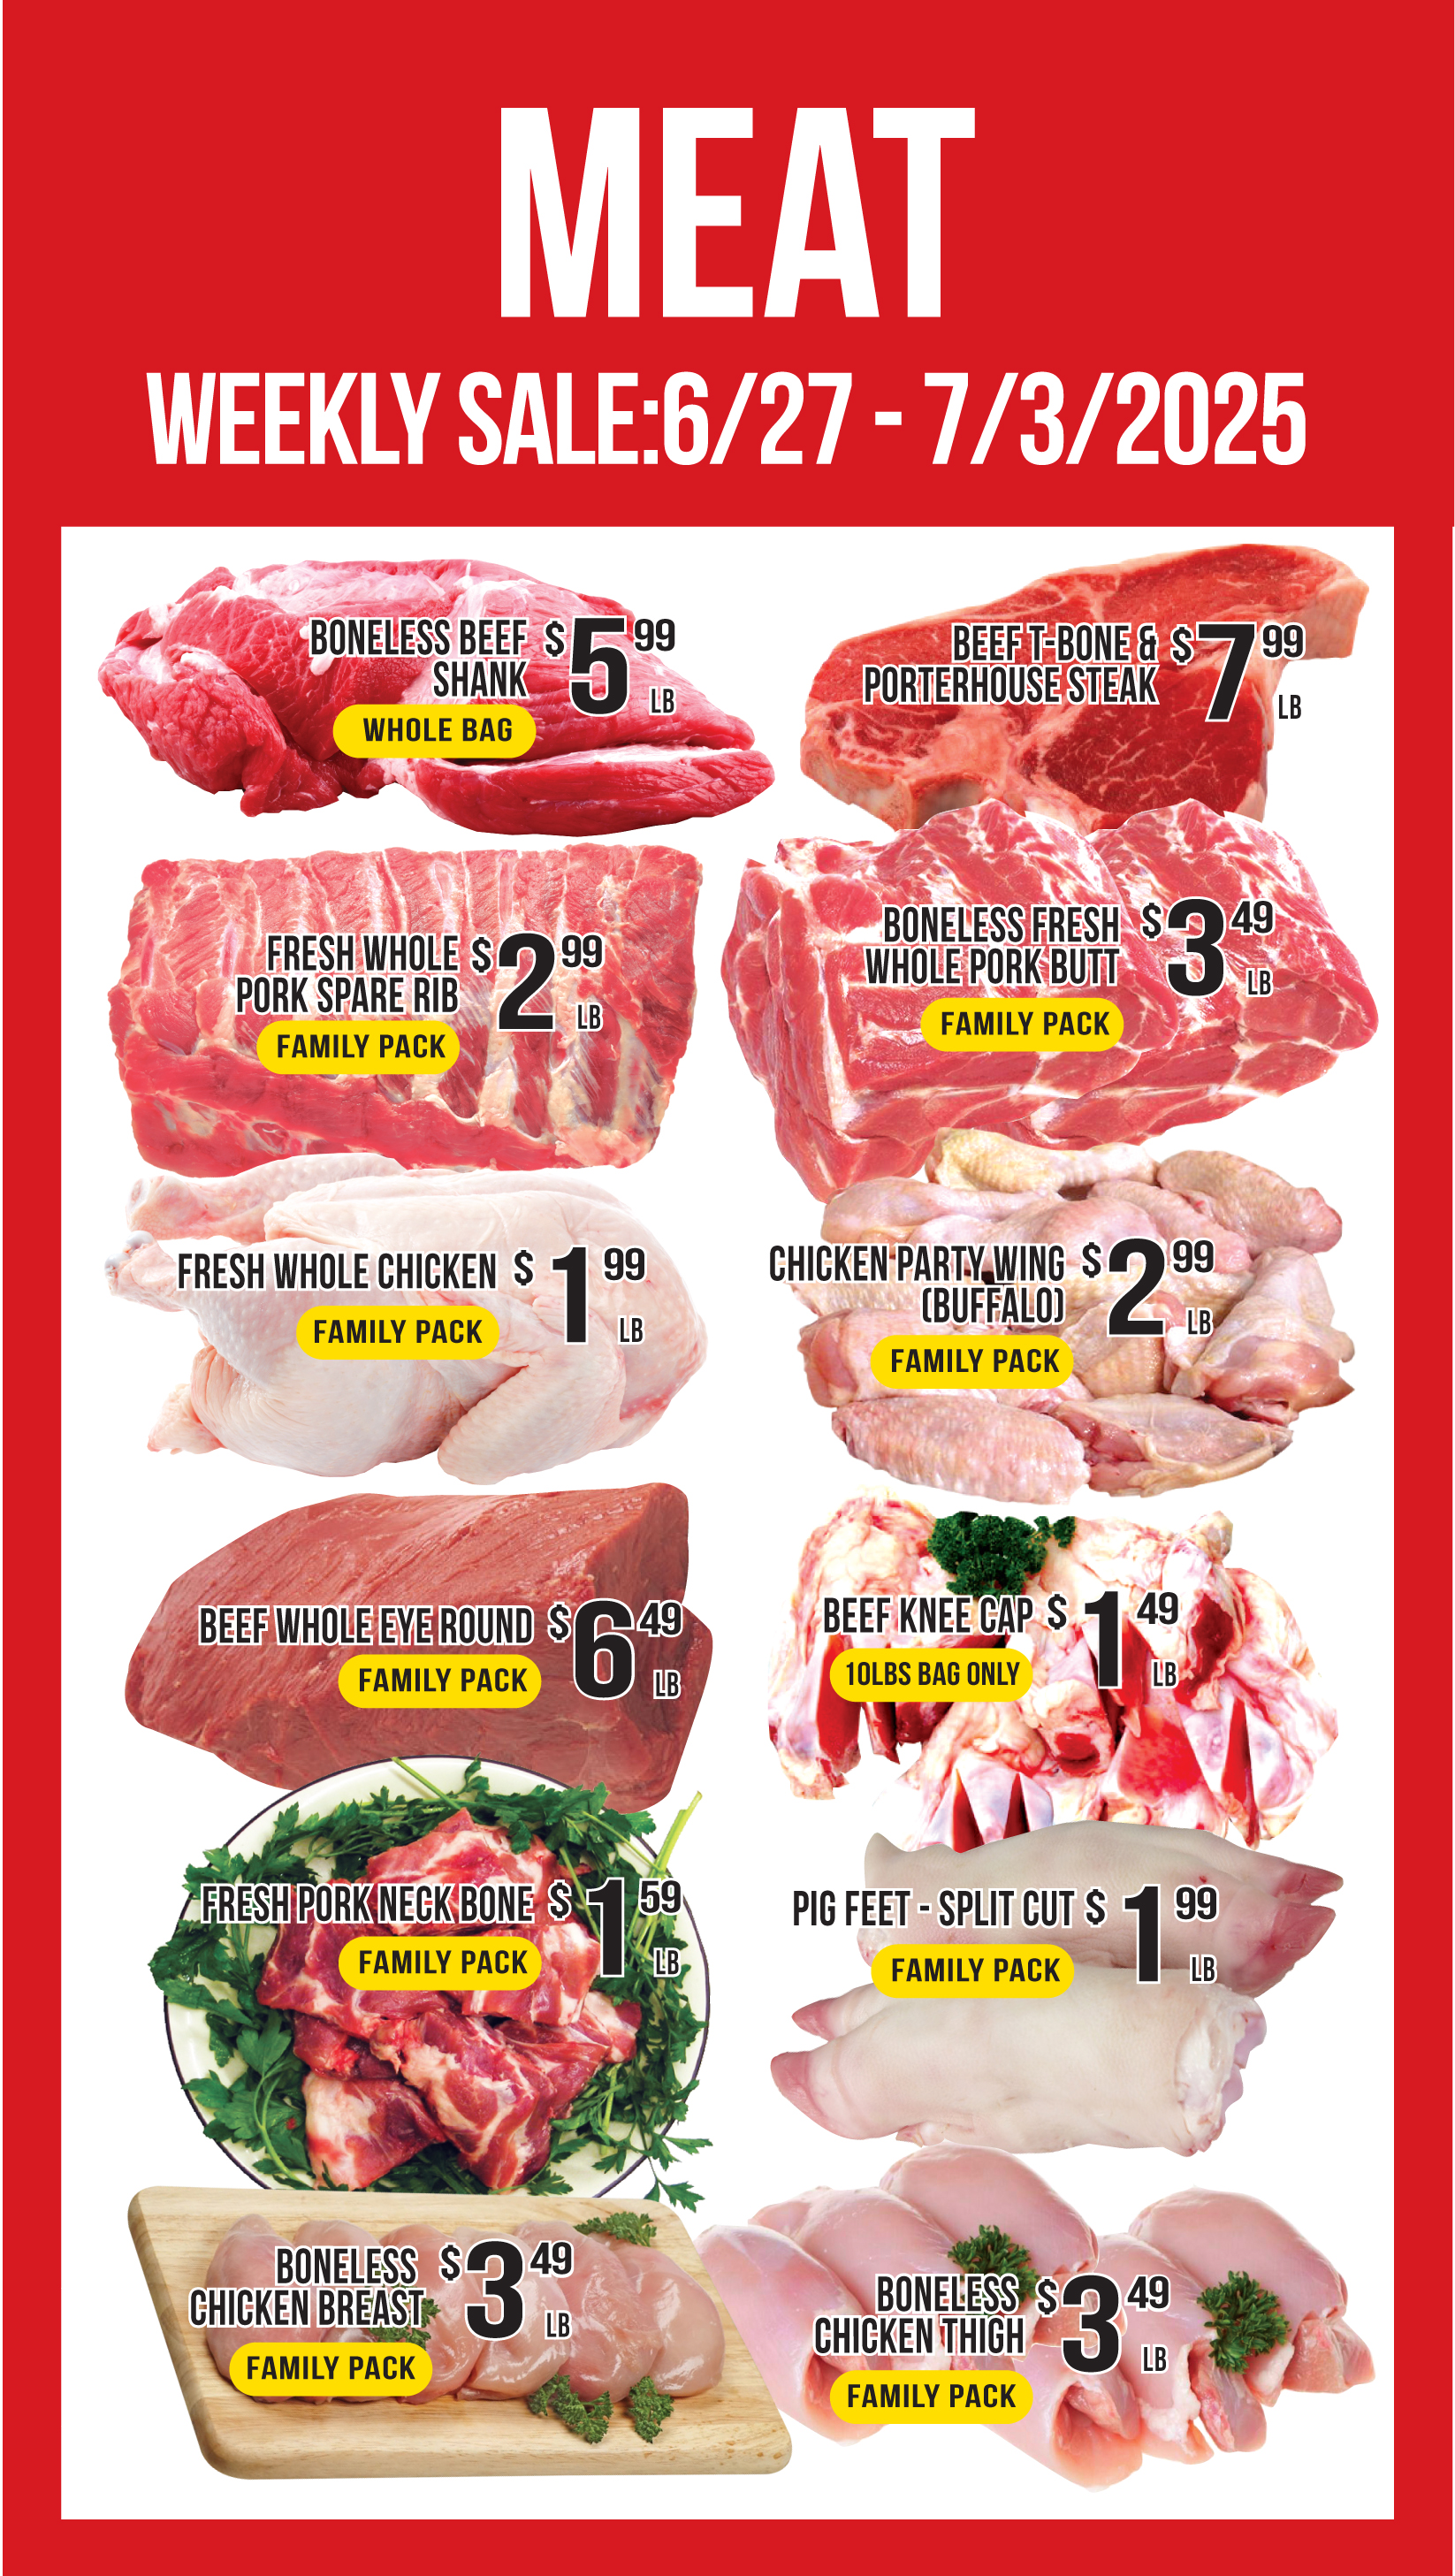 MEAT
WEEKLY SALE:6/27 - 7/3/2025
BONELESS BEEF
SHANK
$5 99
LB
WHOLE BAG
BEEF T-BONE &
PORTERHOUSE STEAK
$7 99
LB
FRESH WHOLE
PORK SPARE RIB
$2 99
LB
FAMILY PACK
BONELESS FRESH
WHOLE PORK BUTT
$3 49
LB
FAMILY PACK
FRESH WHOLE CHICKEN
$1 99
LB
FAMILY PACK
CHICKEN PARTY WING
(BUFFALO)
$2 99
LB
FAMILY PACK
BEEF WHOLE EYE ROUND
$6 49
LB
FAMILY PACK
BEEF KNEE CAP
$1 49
LB
10LBS BAG ONLY
FRESH PORK NECK BONE
$1 59
LB
FAMILY PACK
PIG FEET - SPLIT CUT
$1 99
LB
FAMILY PACK
BONELESS
CHICKEN BREAST
$3 49
LB
FAMILY PACK
BONELESS
CHICKEN THIGH
$3 49
LB
FAMILY PACK